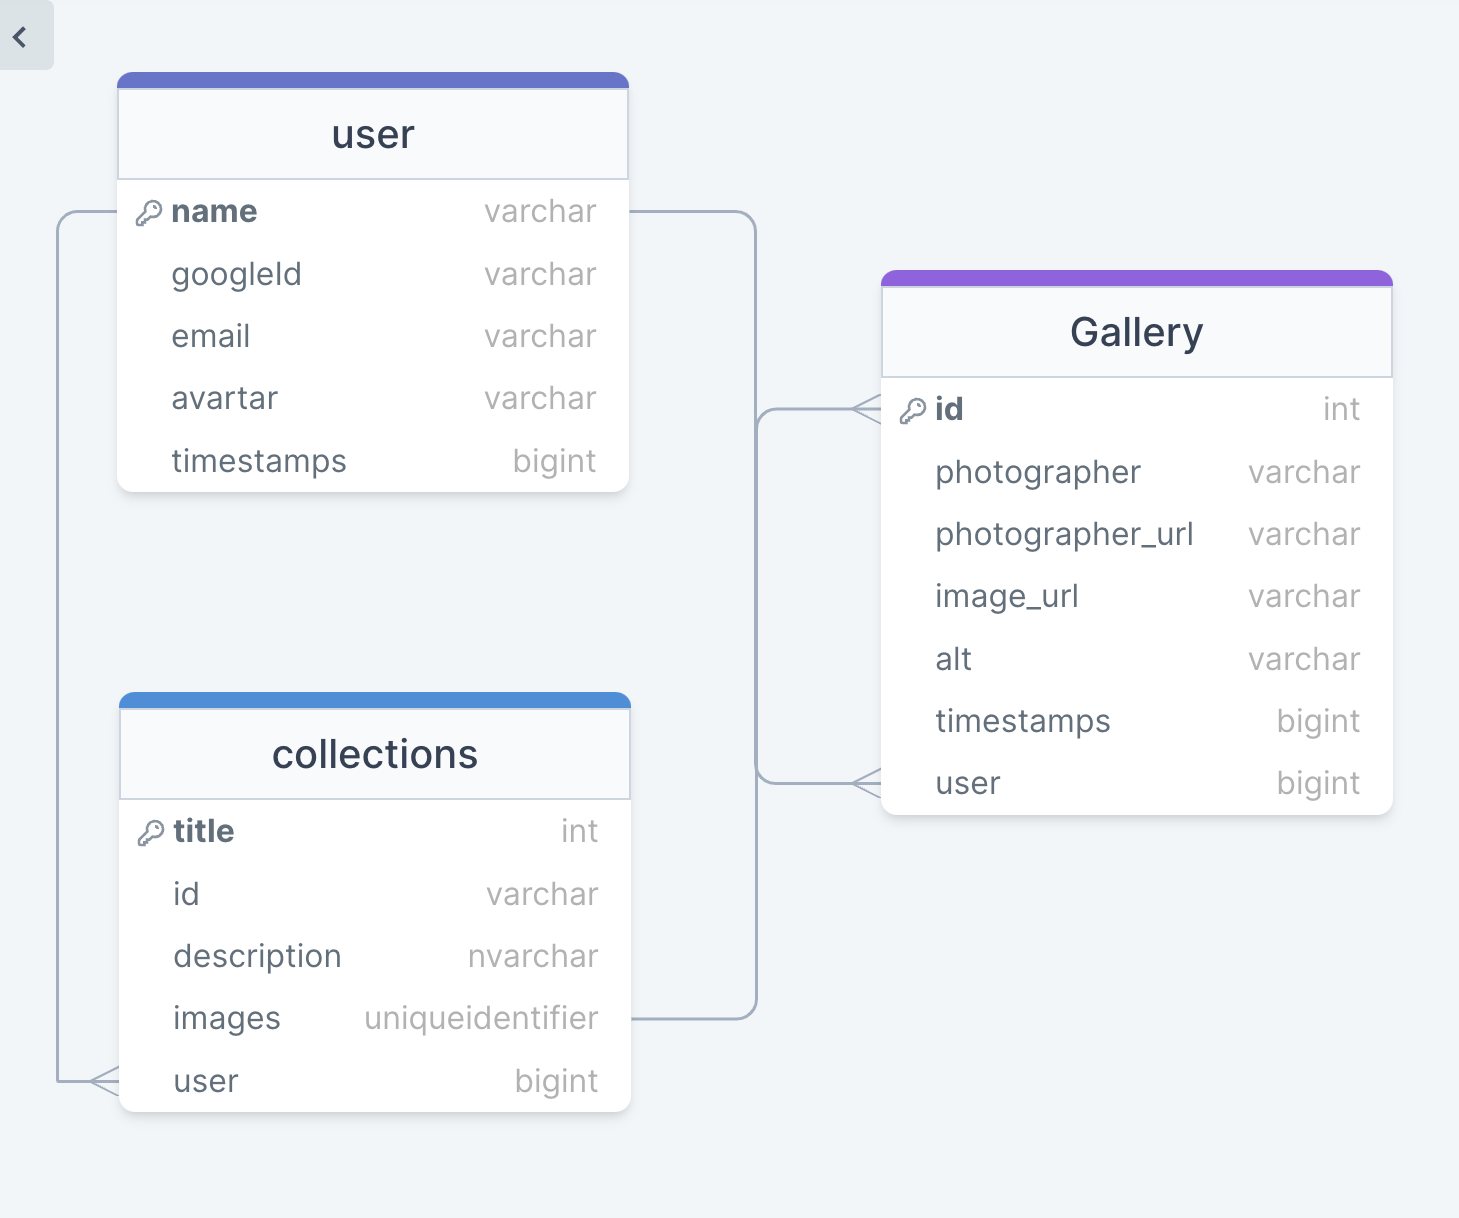 user
name varchar
googleId varchar
email varchar
avartar varchar
timestamps bigint
Gallery
id int
photographer varchar
photographer_url varchar
image_url varchar
alt varchar
timestamps bigint
user bigint
collections
title int
id varchar
description nvarchar
images uniqueidentifier
user bigint